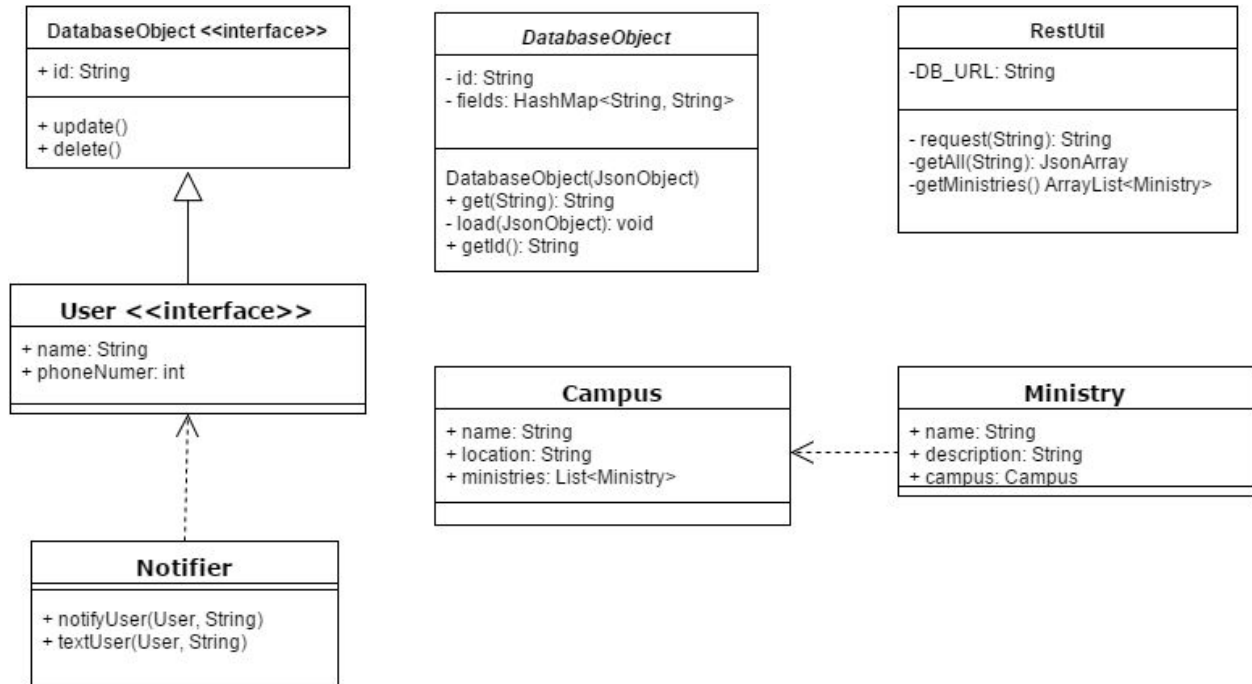 DatabaseObject <<interface>>
+ id: String
+ update()
+ delete()
DatabaseObject
- id: String
- fields: HashMap<String, String>
DatabaseObject(JsonObject)
+ get(String): String
- load(JsonObject): void
+ getId(): String
RestUtil
-DB_URL: String
- request(String): String
-getAll(String): JsonArray
-getMinistries() ArrayList<Ministry>
User <<interface>>
+ name: String
+ phoneNumer: int
Campus
+ name: String
+ location: String
+ ministries: List<Ministry>
Ministry
+ name: String
+ description: String
+ campus: Campus
Notifier
+ notifyUser(User, String)
+ textUser(User, String)